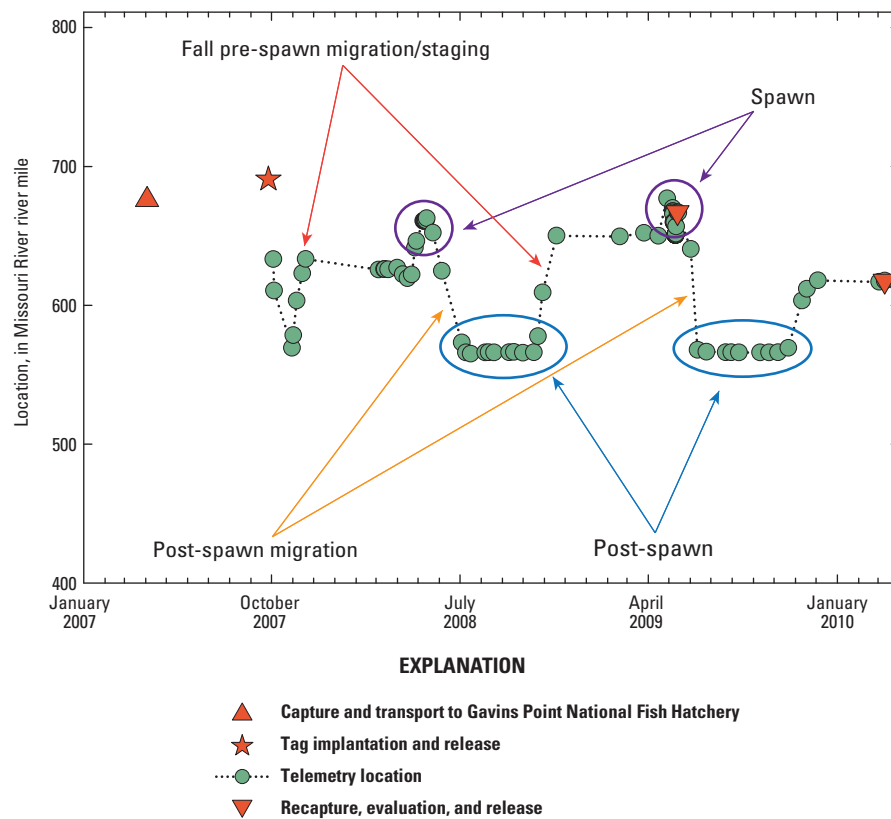 800
Fall pre-spawn migration/staging
Spawn
700
600
500
400
Location, in Missouri River river mile
Post-spawn migration
Post-spawn
January
2007
October
2007
July
2008
April
2009
January
2010
EXPLANATION
Capture and transport to Gavins Point National Fish Hatchery
Tag implantation and release
Telemetry location
Recapture, evaluation, and release